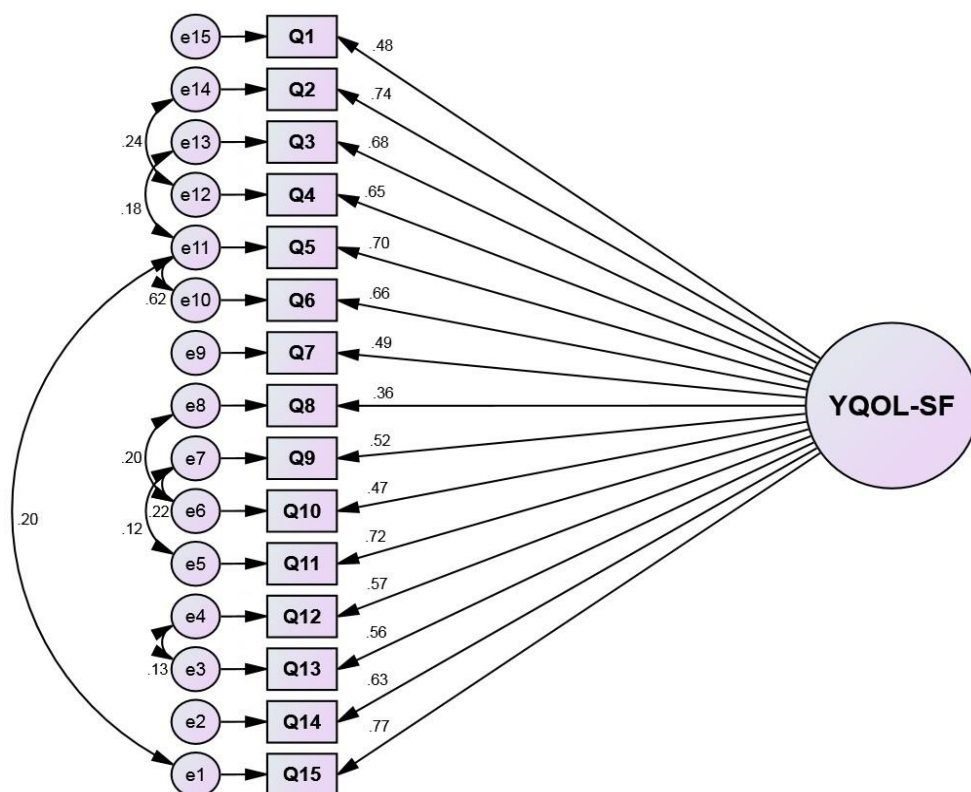 e15 Q1 .48
e14 Q2 .74
.24 e13 Q3 .68
e12 Q4 .65
.18
e11 Q5 .70
.62 e10 Q6 .66
e9 Q7 .49
e8 Q8 .36
YQOL-SF
.20 e7 Q9 .52
.22 e6 Q10 .47
.20
.12 e5 Q11 .72
e4 Q12 .57
.13 e3 Q13 .56
e2 Q14 .63
e1 Q15 .77